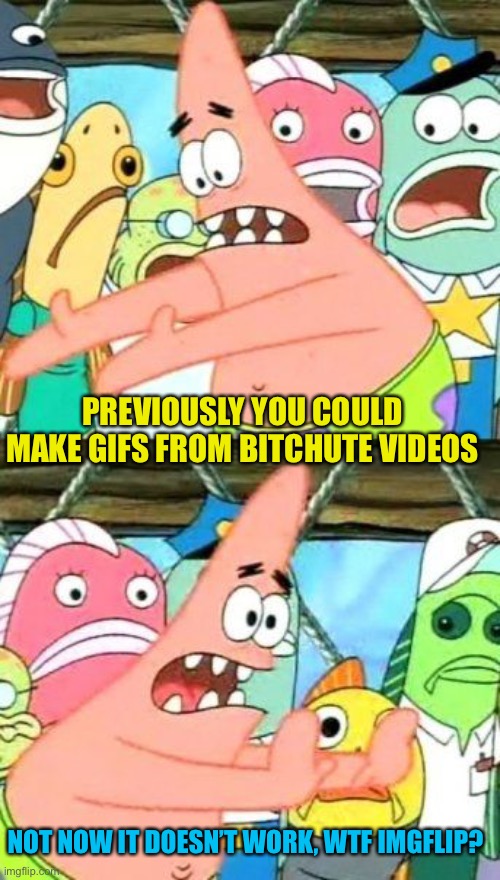 PREVIOUSLY YOU COULD
MAKE GIFS FROM BITCHUTE VIDEOS
NOT NOW IT DOESN'T WORK, WTF IMGFLIP?
imgflip.com